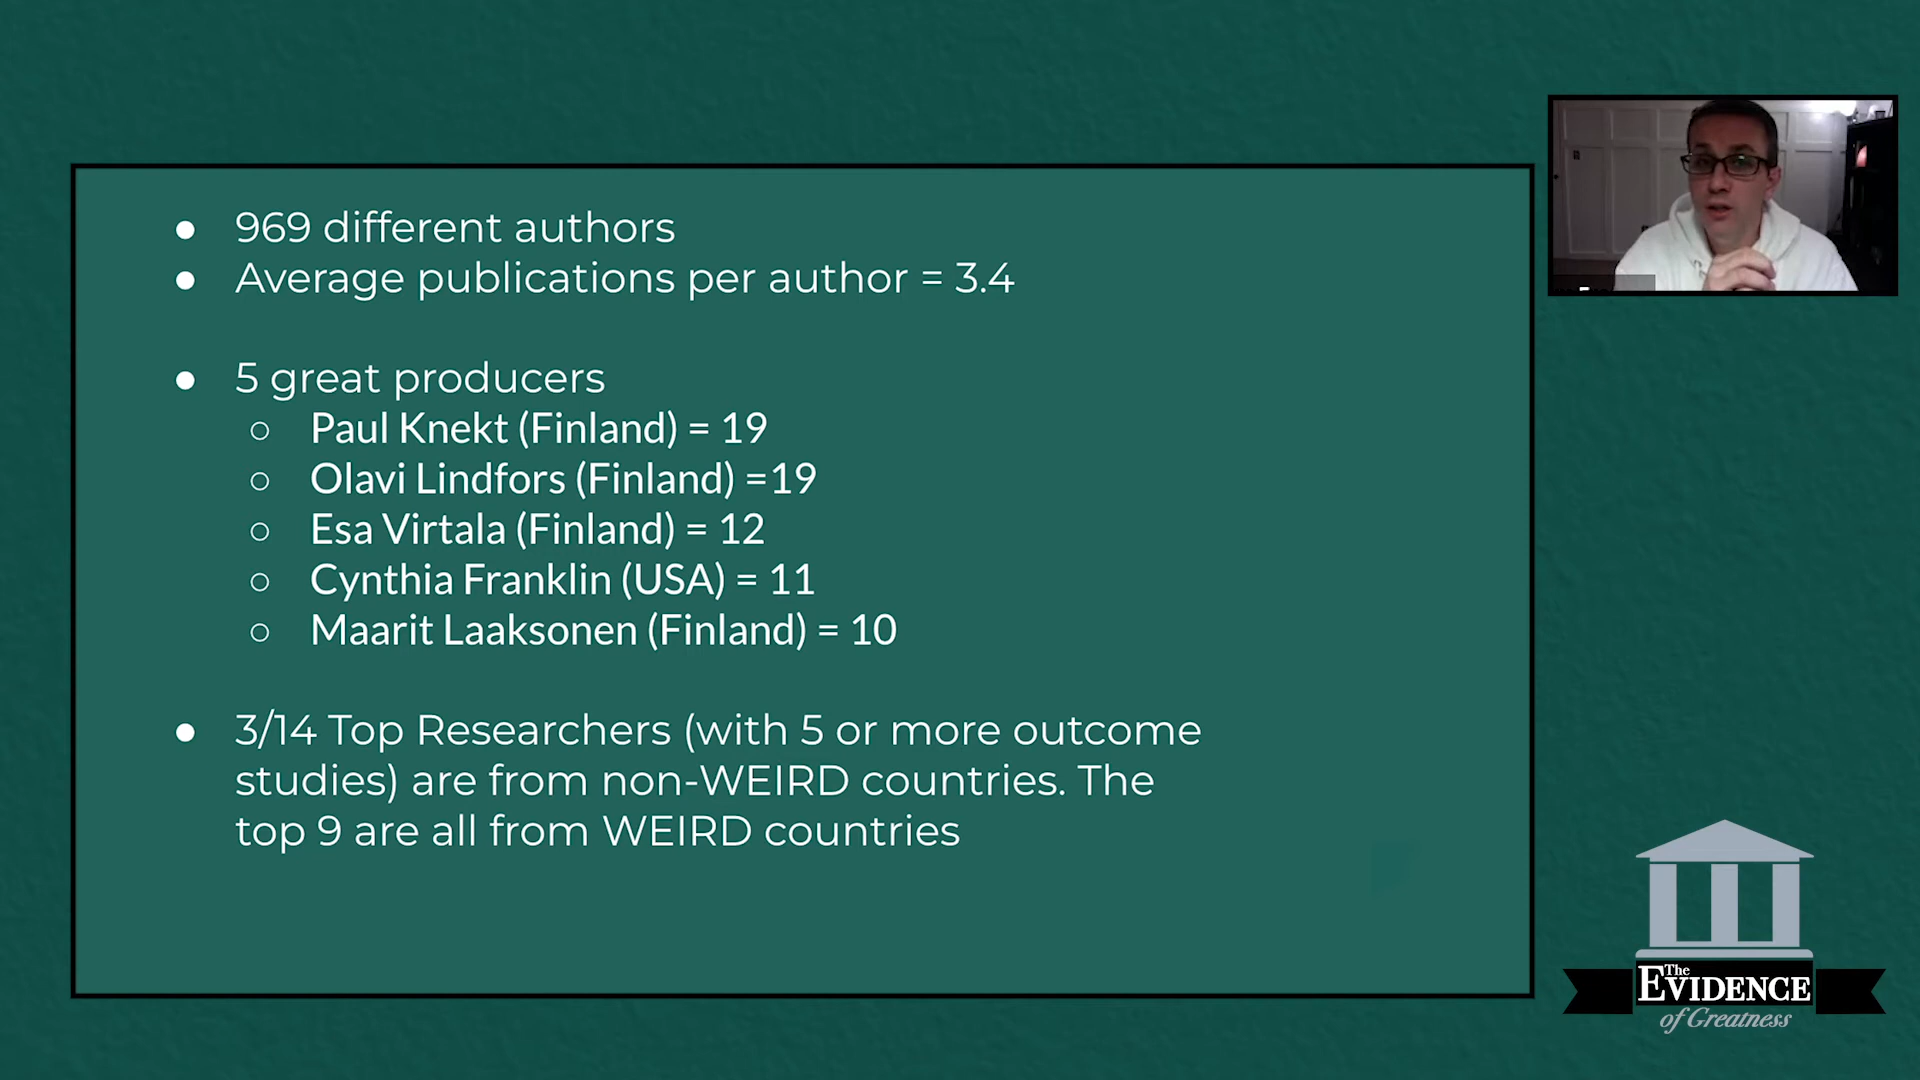 ● 969 different authors
● Average publications per author = 3.4
● 5 great producers
○ Paul Knekt (Finland) = 19
○ Olavi Lindfors (Finland) =19
○ Esa Virtala (Finland) = 12
○ Cynthia Franklin (USA) = 11
○ Maarit Laaksonen (Finland) = 10
● 3/14 Top Researchers (with 5 or more outcome
studies) are from non-WEIRD countries. The
top 9 are all from WEIRD countries
The
EVIDENCE
of Greatness